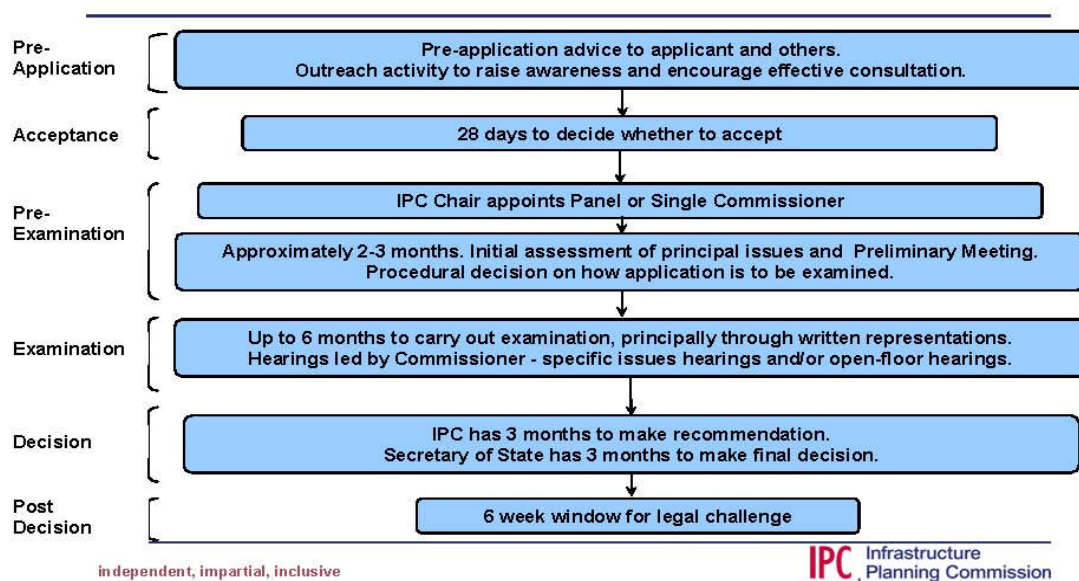 Pre-
Application
Pre-application advice to applicant and others.
Outreach activity to raise awareness and encourage effective consultation.
Acceptance
28 days to decide whether to accept
Pre-
Examination
IPC Chair appoints Panel or Single Commissioner
Approximately 2-3 months. Initial assessment of principal issues and Preliminary Meeting.
Procedural decision on how application is to be examined.
Examination
Up to 6 months to carry out examination, principally through written representations.
Hearings led by Commissioner - specific issues hearings and/or open-floor hearings.
Decision
IPC has 3 months to make recommendation.
Secretary of State has 3 months to make final decision.
Post
Decision
6 week window for legal challenge
independent, impartial, inclusive
IPC Infrastructure
Planning Commission